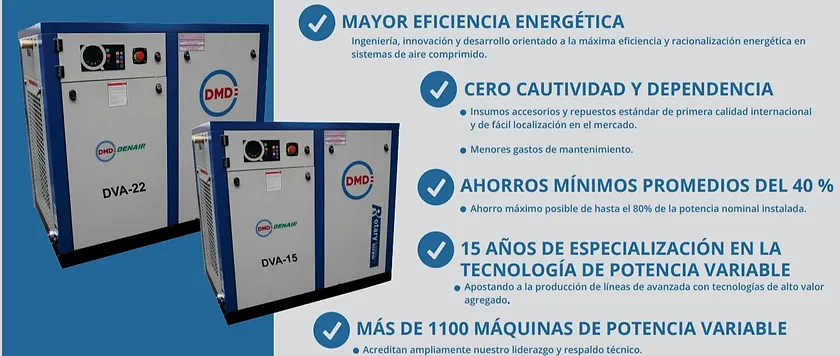 DMD
DMD DENAIR
DVA-22
DMD
DMD DENAIR
DVA-15
Rotary
MAYOR EFICIENCIA ENERGÉTICA
Ingeniería, innovación y desarrollo orientado a la máxima eficiencia y racionalización energética en
sistemas de aire comprimido.
CERO CAUTIVIDAD Y DEPENDENCIA
Insumos accesorios y repuestos estándar de primera calidad internacional
y de fácil localización en el mercado.
Menores gastos de mantenimiento.
AHORROS MÍNIMOS PROMEDIOS DEL 40 %
Ahorro máximo posible de hasta el 80% de la potencia nominal instalada.
15 AÑOS DE ESPECIALIZACIÓN EN LA
TECNOLOGÍA DE POTENCIA VARIABLE
Apostando a la producción de líneas de avanzada con tecnologías de alto valor
agregado.
MÁS DE 1100 MÁQUINAS DE POTENCIA VARIABLE
Acreditan ampliamente nuestro liderazgo y respaldo técnico.